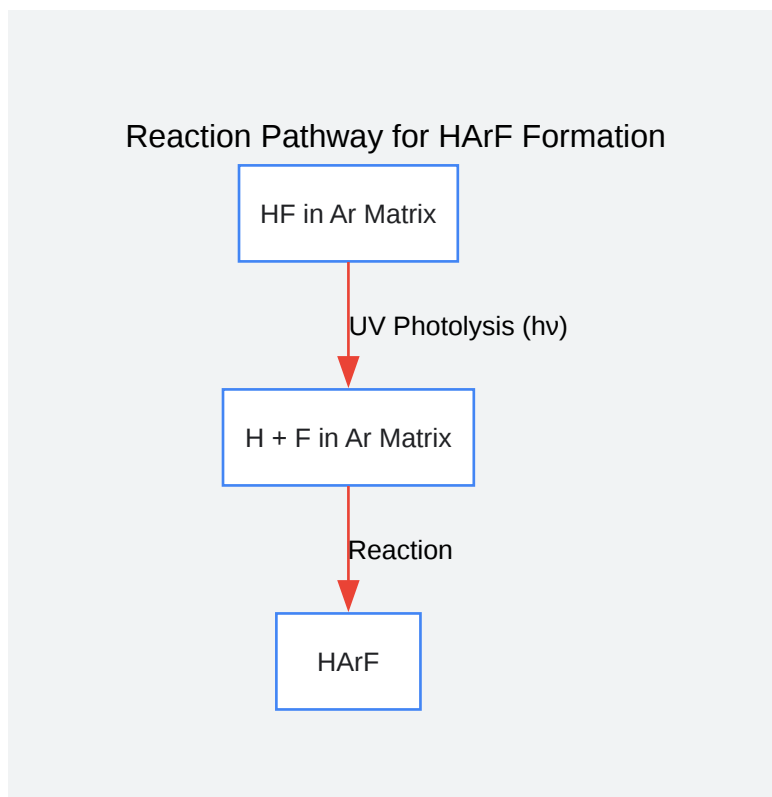 Reaction Pathway for HArF Formation
HF in Ar Matrix
UV Photolysis (hν)
H + F in Ar Matrix
Reaction
HArF